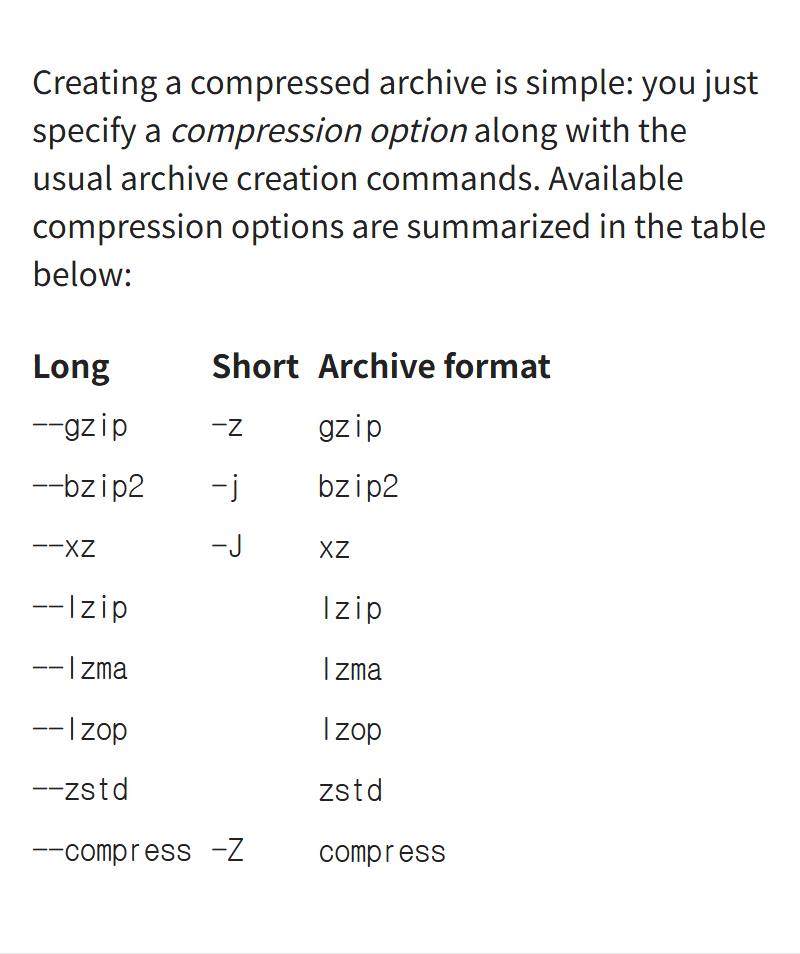 Creating a compressed archive is simple: you just
specify a compression option along with the
usual archive creation commands. Available
compression options are summarized in the table
below:
Long Short Archive format
--gzip -z gzip
--bzip2 -j bzip2
--xz -J xz
--lzip lzip
--lzma lzma
--lzop lzop
--zstd zstd
--compress -Z compress